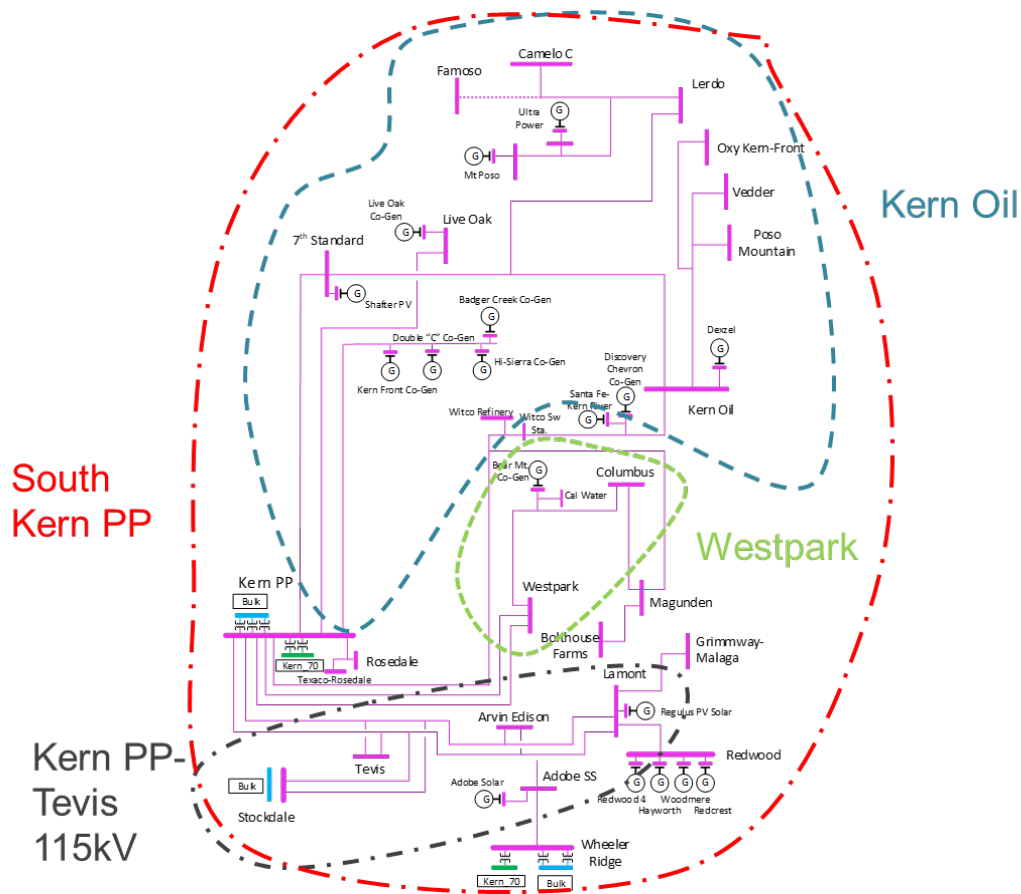 Camelo C
Famoso
Lerdo
Ultra
Power
G
Oxy Kern-Front
G
Mt Poso
Vedder
Kern Oil
Live Oak
Co-Gen
Live Oak
G
Poso
Mountain
7th Standard
G
Shafter PV
Badger Creek Co-Gen
G
Dexzel
G
Double "C" Co-Gen
Discovery
Chevron
Co-Gen
Hi-Sierra Co-Gen
G
G
G
Kern Front Co-Gen
Santa Fe-
Kern River
G
G
Kern Oil
Witco Refinery
Witco Sw
Sta.
South
Kern PP
Bear Mt.
Co-Gen
G
Columbus
Cal Water
Westpark
Kern PP
Bulk
Westpark
Magunden
Bolthouse
Farms
Grimmway-
Malaga
Rosedale
Kern_70
Texaco-Rosedale
Lamont
G
Regulus PV Solar
Arvin Edison
Kern PP-
Tevis
115kV
Tevis
Redwood
Adobe SS
Adobe Solar
G
Bulk
Stockdale
G
G
G
G
Redwood 4
Woodmere
Hayworth
Redcrest
Wheeler
Ridge
Kern_70
Bulk